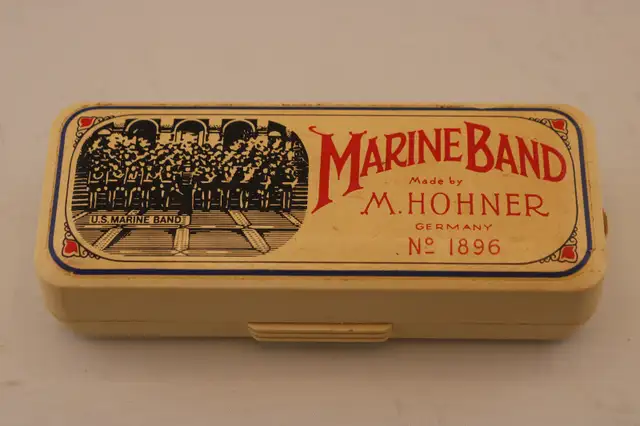 U.S. MARINE BAND
MARINE BAND
Made by
M. HOHNER
GERMANY
Nº 1896